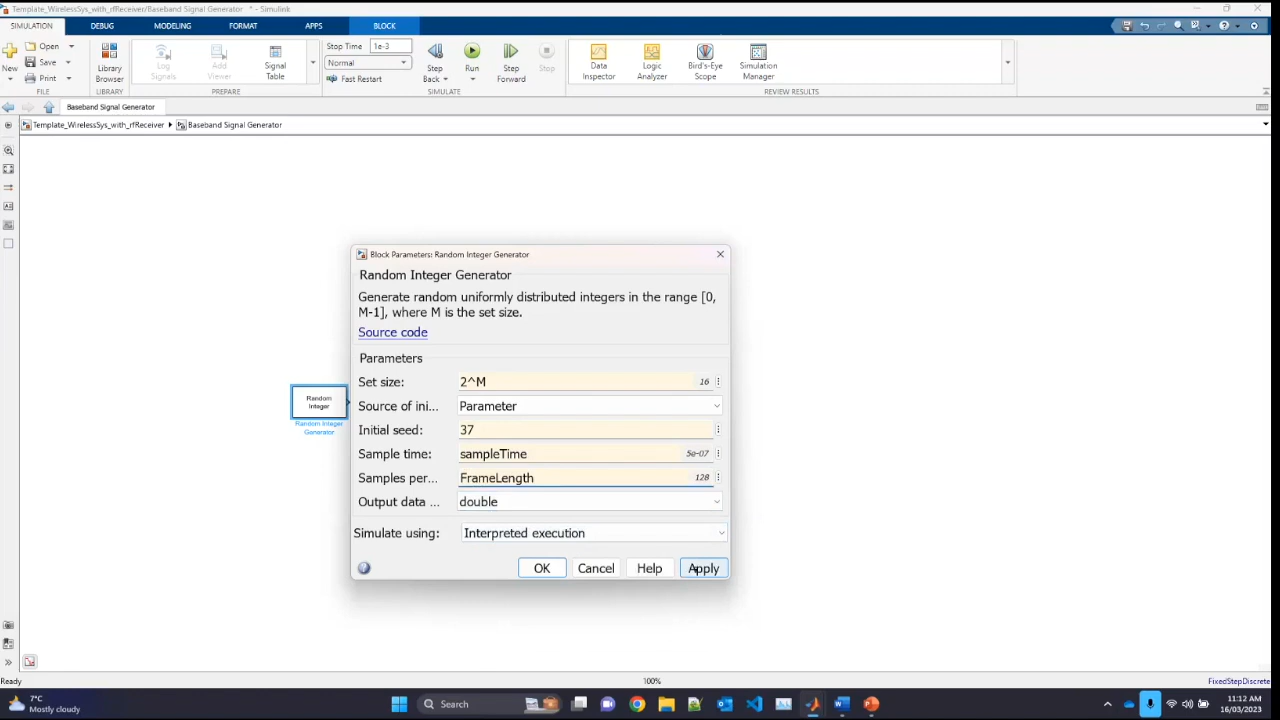 Template_WirelessSys_with_rfReceiver/Baseband Signal Generator * - Simulink
SIMULATION DEBUG MODELING FORMAT APPS BLOCK
New
Open
Save
Print
FILE
Library Browser
LIBRARY
Log Signals
Add Viewer
Signal Table
PREPARE
Stop Time 1e-3
Normal
Fast Restart
Step Back
Run
Step Forward
Stop
SIMULATE
Data Inspector
Logic Analyzer
Bird's-Eye Scope
Simulation Manager
REVIEW RESULTS
Baseband Signal Generator
Template_WirelessSys_with_rfReceiver Baseband Signal Generator
Random
Integer
Random Integer
Generator
Block Parameters: Random Integer Generator
Random Integer Generator
Generate random uniformly distributed integers in the range [0,
M-1], where M is the set size.
Source code
Parameters
Set size: 2^M 16
Source of ini... Parameter
Initial seed: 37
Sample time: sampleTime 5e-07
Samples per... FrameLength 128
Output data ... double
Simulate using: Interpreted execution
OK Cancel Help Apply
Ready 100% FixedStepDiscrete
7°C
Mostly cloudy
Search
11:12 AM
16/03/2023